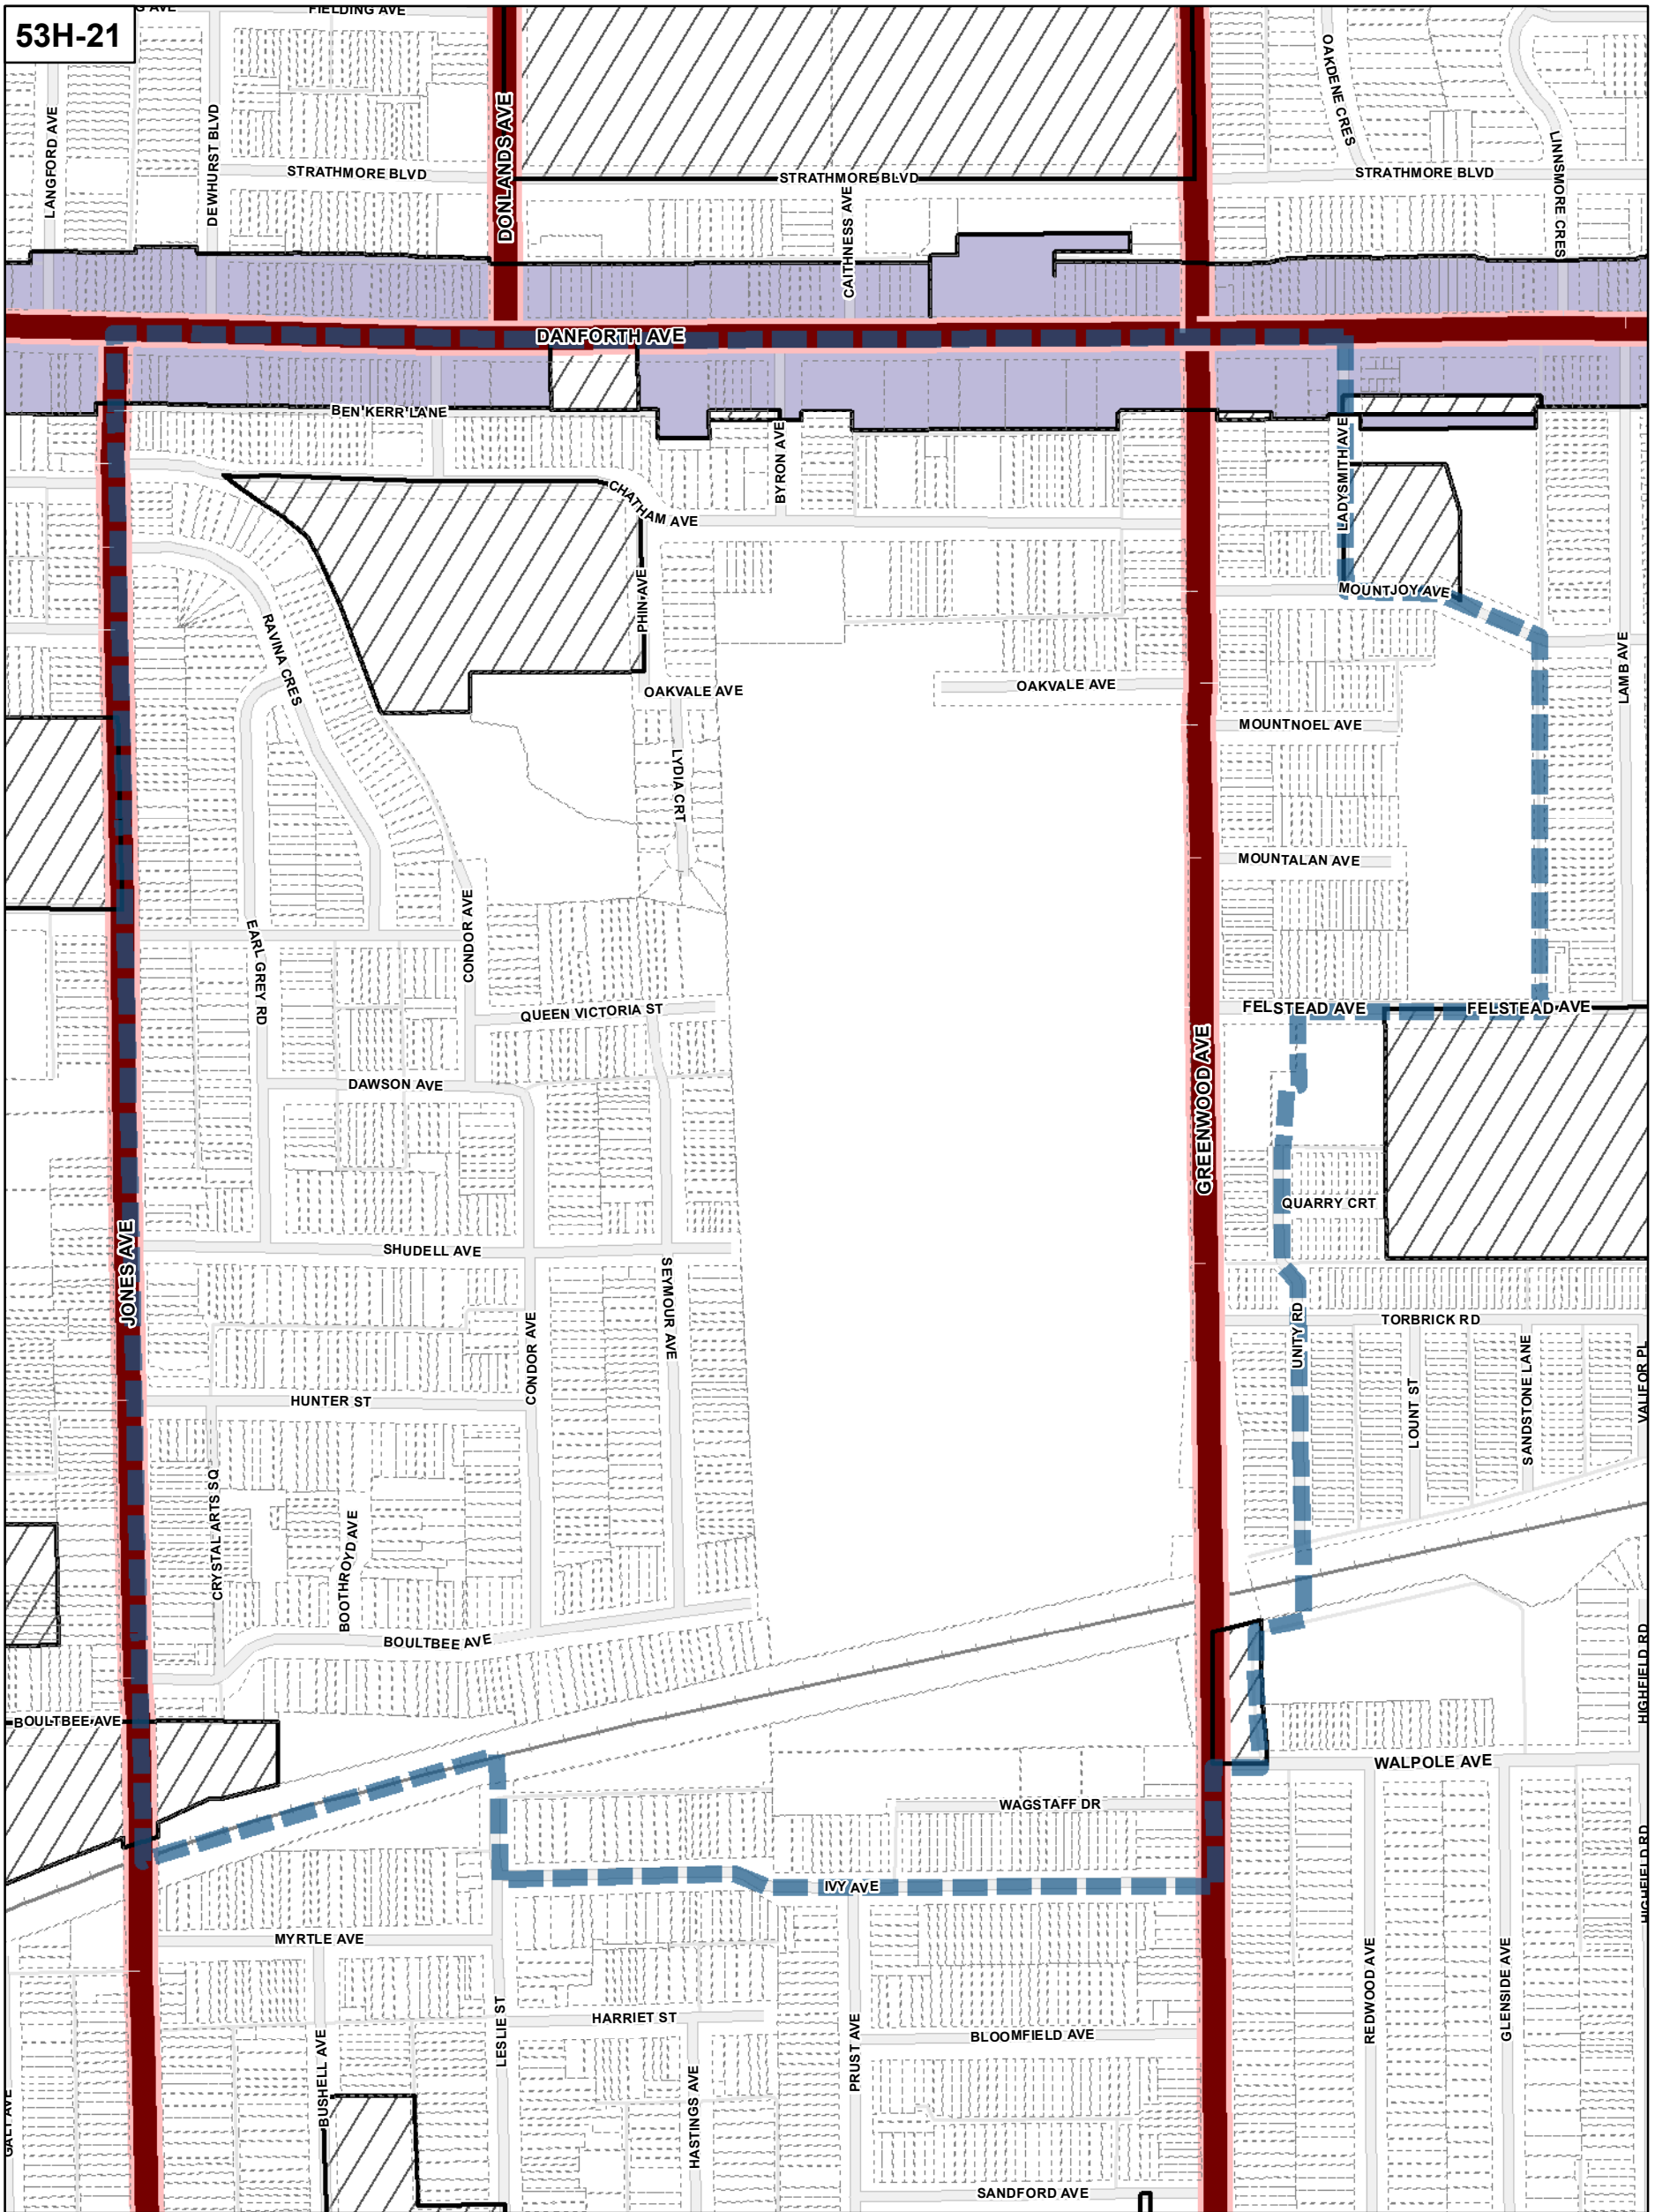 53H-21
FIELDING AVE
LANGFORD AVE
DEWHURST BLVD
DONLANDS AVE
OAKDENE CRES
LINNSMORE CRES
STRATHMORE BLVD
STRATHMORE BLVD
STRATHMORE BLVD
CAITHNESS AVE
DANFORTH AVE
BEN KERR LANE
BYRON AVE
LADYSMITH AVE
CHATHAM AVE
PHIN AVE
MOUNTJOY AVE
RAVINA CRES
LAMB AVE
OAKVALE AVE
OAKVALE AVE
MOUNTNOEL AVE
LYDIA CRT
MOUNTALAN AVE
EARL GREY RD
CONDOR AVE
QUEEN VICTORIA ST
FELSTEAD AVE
FELSTEAD AVE
GREENWOOD AVE
DAWSON AVE
QUARRY CRT
JONES AVE
SHUDELL AVE
SEYMOUR AVE
UNITY RD
TORBRICK RD
CONDOR AVE
LOUNT ST
SANDSTONE LANE
VALIFOR PL
HUNTER ST
CRYSTAL ARTS SQ
BOOTHROYD AVE
BOULTBEE AVE
HIGHFIELD RD
BOULTBEE AVE
WALPOLE AVE
WAGSTAFF DR
HIGHFIELD RD
IVY AVE
MYRTLE AVE
REDWOOD AVE
GLENSIDE AVE
LESLIE ST
HARRIET ST
PRUST AVE
BLOOMFIELD AVE
BUSHELL AVE
HASTINGS AVE
GALT AVE
SANDFORD AVE